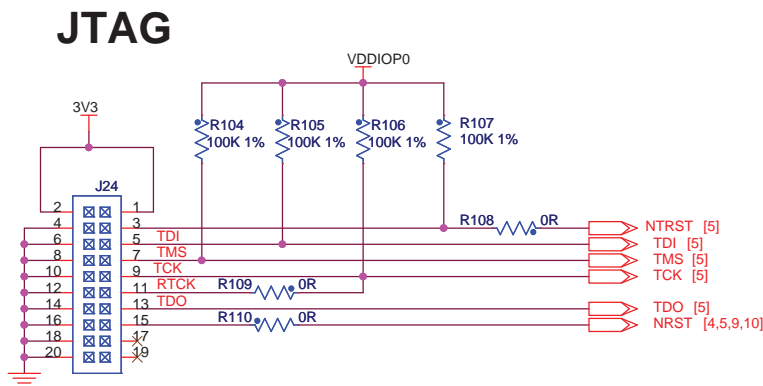 JTAG
VDDIOP0
3V3
R104
100K 1%
R105
100K 1%
R106
100K 1%
R107
100K 1%
J24
2 1
4 3 R108 0R NTRST [5]
6 5 TDI TDI [5]
8 7 TMS TMS [5]
10 9 TCK TCK [5]
12 11 RTCK R109 0R
14 13 TDO TDO [5]
16 15 R110 0R NRST [4,5,9,10]
18 17
20 19